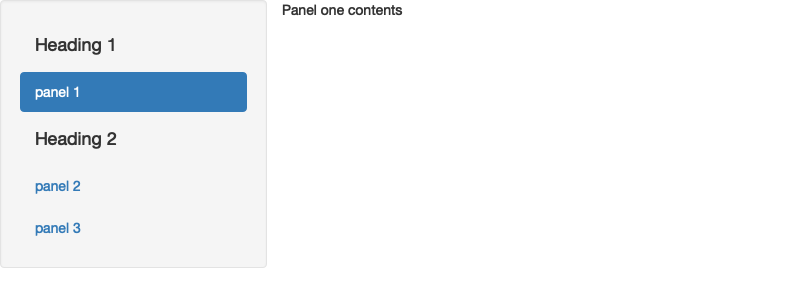 Heading 1
panel 1
Heading 2
panel 2
panel 3
Panel one contents